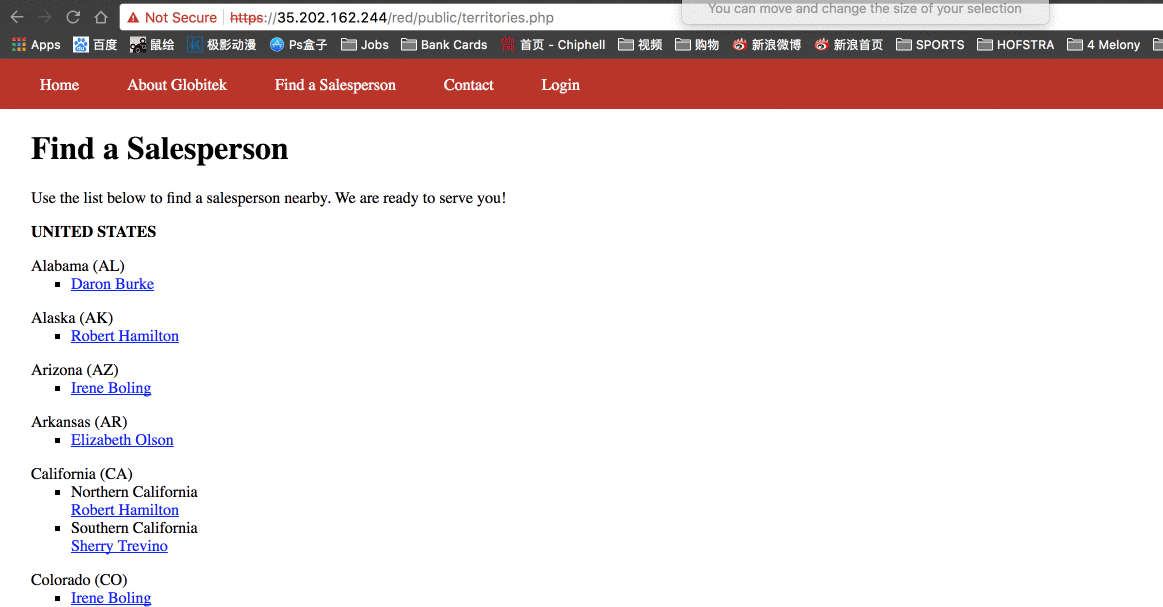 You can move and change the size of your selection
Not Secure https://35.202.162.244/red/public/territories.php
Apps 百度 鼠绘 极影动漫 Ps盒子 Jobs Bank Cards 首页 - Chiphell 视频 购物 新浪微博 新浪首页 SPORTS HOFSTRA 4 Melony
Home About Globitek Find a Salesperson Contact Login
Find a Salesperson
Use the list below to find a salesperson nearby. We are ready to serve you!
UNITED STATES
Alabama (AL)
Daron Burke
Alaska (AK)
Robert Hamilton
Arizona (AZ)
Irene Boling
Arkansas (AR)
Elizabeth Olson
California (CA)
Northern California
Robert Hamilton
Southern California
Sherry Trevino
Colorado (CO)
Irene Boling